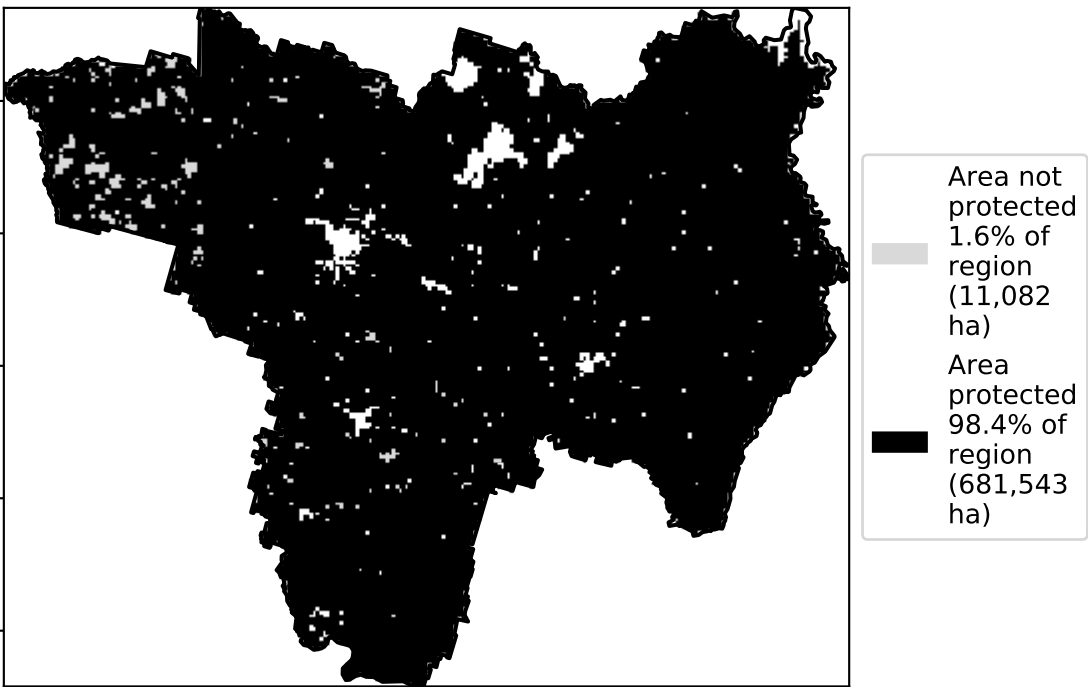 Area not
protected
1.6% of
region
(11,082
ha)
Area
protected
98.4% of
region
(681,543
ha)